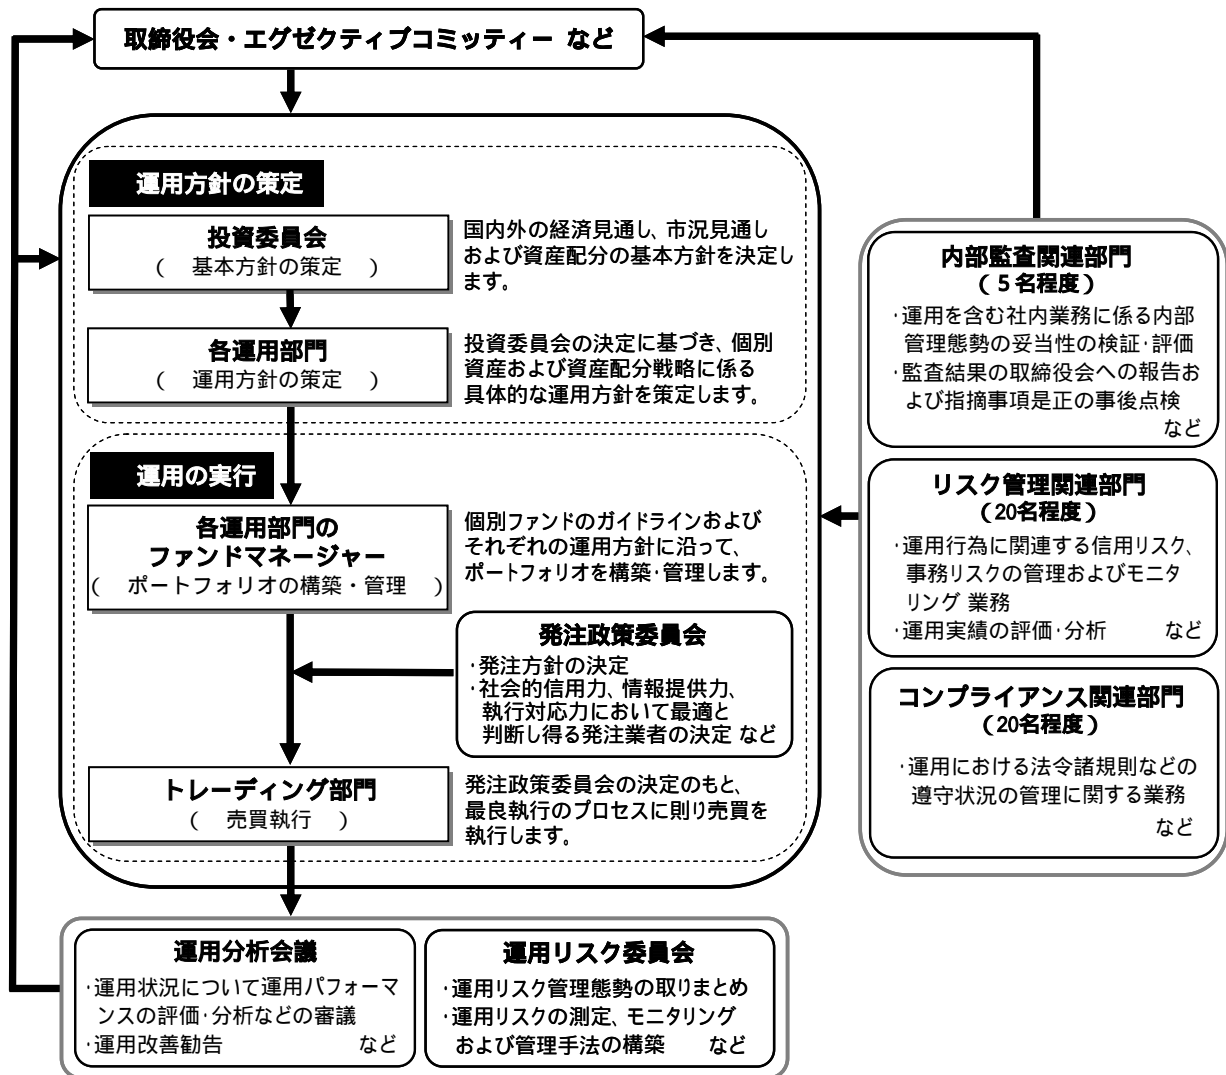 取締役会・エグゼクティブコミッティー など
運用方針の策定
投資委員会
（　基本方針の策定　）
国内外の経済見通し、市況見通し
および資産配分の基本方針を決定し
ます。
各運用部門
（　運用方針の策定　）
投資委員会の決定に基づき、個別
資産および資産配分戦略に係る
具体的な運用方針を策定します。
運用の実行
各運用部門の
ファンドマネージャー
（　ポートフォリオの構築・管理　）
個別ファンドのガイドラインおよび
それぞれの運用方針に沿って、
ポートフォリオを構築・管理します。
発注政策委員会
・発注方針の決定
・社会的信用力、情報提供力、
執行対応力において最適と
判断し得る発注業者の決定 など
トレーディング部門
（　売買執行　）
発注政策委員会の決定のもと、
最良執行のプロセスに則り売買を
執行します。
運用分析会議
・運用状況について運用パフォーマ
ンスの評価・分析などの審議
・運用改善勧告　など
運用リスク委員会
・運用リスク管理態勢の取りまとめ
・運用リスクの測定、モニタリング
および管理手法の構築　など
内部監査関連部門
（５名程度）
・運用を含む社内業務に係る内部
管理態勢の妥当性の検証・評価
・監査結果の取締役会への報告お
よび指摘事項是正の事後点検
など
リスク管理関連部門
（20名程度）
・運用行為に関連する信用リスク、
事務リスクの管理およびモニタ
リング 業務
・運用実績の評価・分析　など
コンプライアンス関連部門
（20名程度）
・運用における法令諸規則などの
遵守状況の管理に関する業務
など